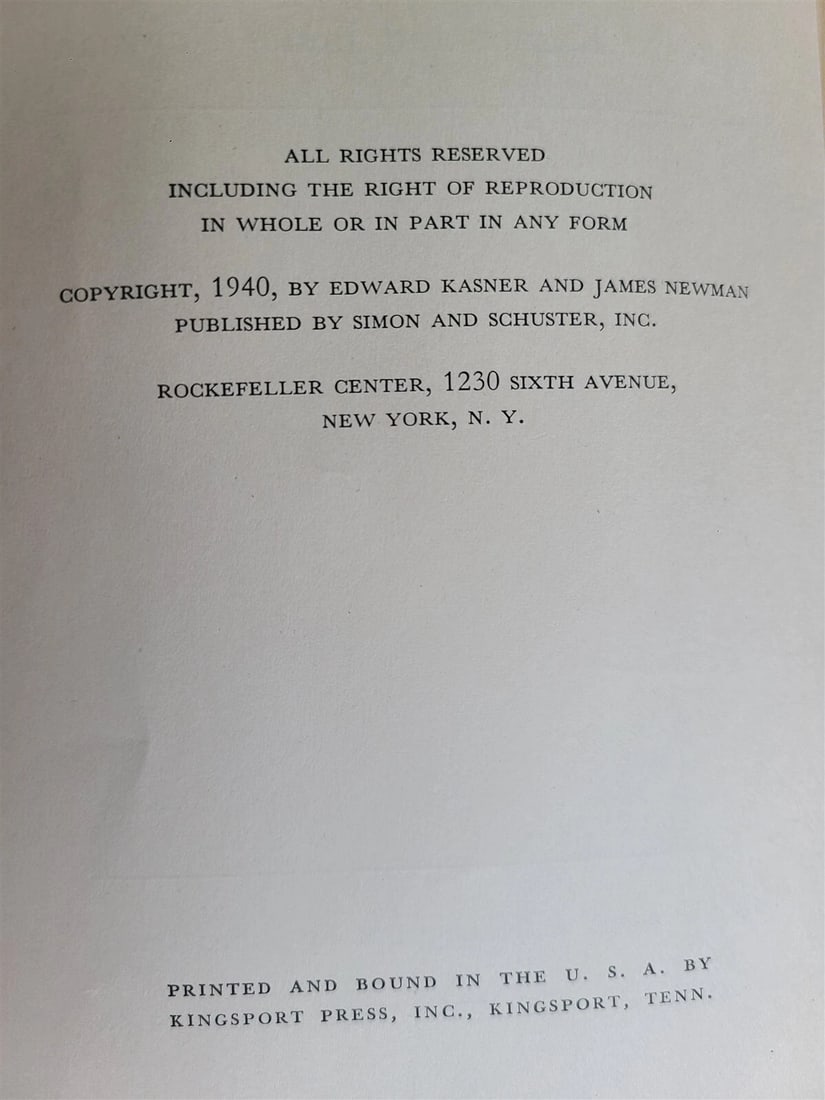 ALL RIGHTS RESERVED
INCLUDING THE RIGHT OF REPRODUCTION
IN WHOLE OR IN PART IN ANY FORM
COPYRIGHT, 1940, BY EDWARD KASNER AND JAMES NEWMAN
PUBLISHED BY SIMON AND SCHUSTER, INC.
ROCKEFELLER CENTER, 1230 SIXTH AVENUE,
NEW YORK, N. Y.
PRINTED AND BOUND IN THE U. S. A. BY
KINGSPORT PRESS, INC., KINGSPORT, TENN.